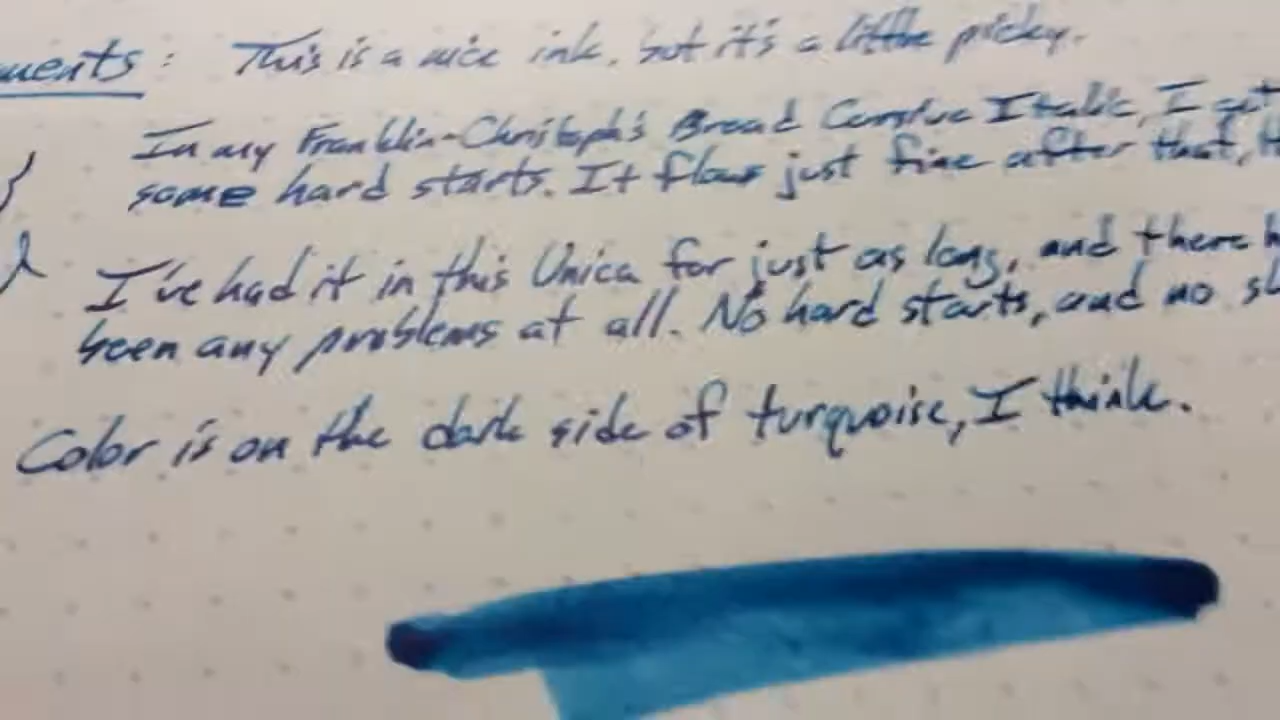 ments: This is a nice ink, but it's a little picky.
In my Franklin-Christoph's Broad Cursive Italic, I get
some hard starts. It flows just fine after that,
I've had it in this Unica for just as long, and there h
been any problems at all. No hard starts, and no sk
Color is on the dark side of turquoise, I think.